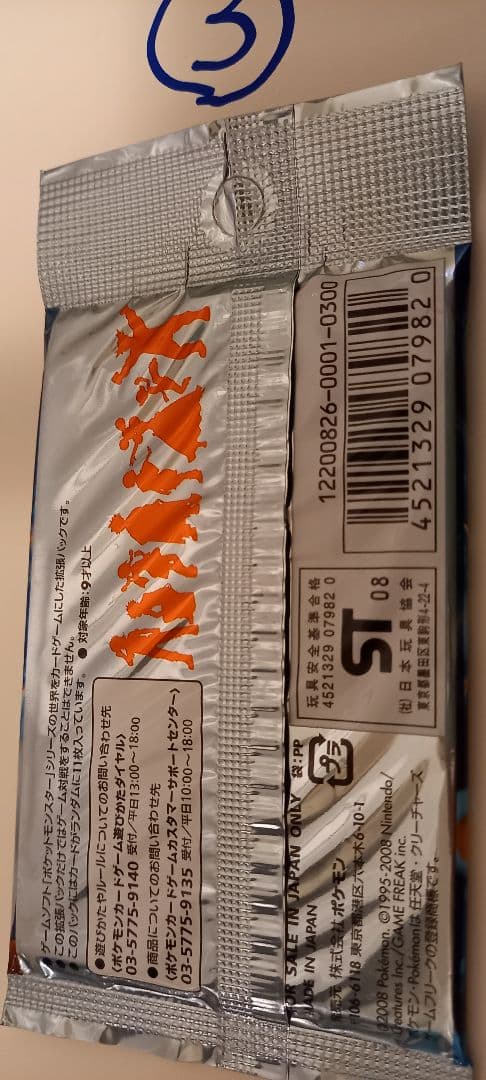 3
●ゲームソフト「ポケットモンスター」シリーズの世界をカードゲームにした拡張パックです。
●この拡張パックだけではゲーム対戦をすることはできません。
●このパックにはカードがランダムに11枚入っています。 ●対象年齢:9才以上
●遊びかたやルールについてのお問い合わせ先
〈ポケモンカードゲーム遊びかたダイヤル〉
03-5775-9140 受付/平日13:00〜18:00
●商品についてのお問い合わせ先
〈ポケモンカードゲームカスタマーサポートセンター〉
03-5775-9135 受付/平日10:00〜18:00
FOR SALE IN JAPAN ONLY
MADE IN JAPAN
袋:PP
プラ
株式会社ポケモン
〒106-6118 東京都港区六本木6-10-1
©2008 Pokémon. ©1995-2008 Nintendo/
Creatures Inc./GAME FREAK inc.
ポケモン・Pokémonは 任天堂・クリーチャーズ
ゲームフリークの登録商標です。
玩具安全基準合格
4521329 07982 0
ST 08
(社)日本玩具協会
東京都墨田区東駒形4-22-4
12200826-0001-0300
4 521329 07982 0